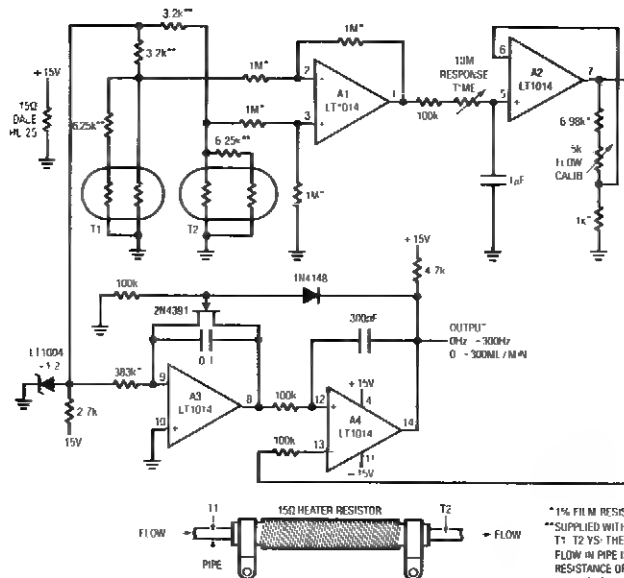 3.2k**
3.2k**
1M*
+15V
15Ω
DALE
HL 25
6.25k**
1M*
2
A1
LT1014
1
3
1M*
6.25k**
1M*
T1
T2
100k
10M
RESPONSE
TIME
6
7
A2
LT1014
5
6.98k*
5k
FLOW
CALIB
1k*
1µF
+15V
4.7k
100k
1N4148
2N4391
300pF
OUTPUT
0Hz
300Hz
0
300ML / MIN
LT1004
-1.2
383k*
0.1
9
A3
LT1014
8
10
2.7k
15V
100k
12
+15V
4
A4
LT1014
14
100k
13
11
-15V
T1
15Ω HEATER RESISTOR
T2
FLOW
FLOW
PIPE
*1% FILM RESIS
**SUPPLIED WITH
T1 T2 YSI THE
FLOW IN PIPE I
RESISTANCE OF